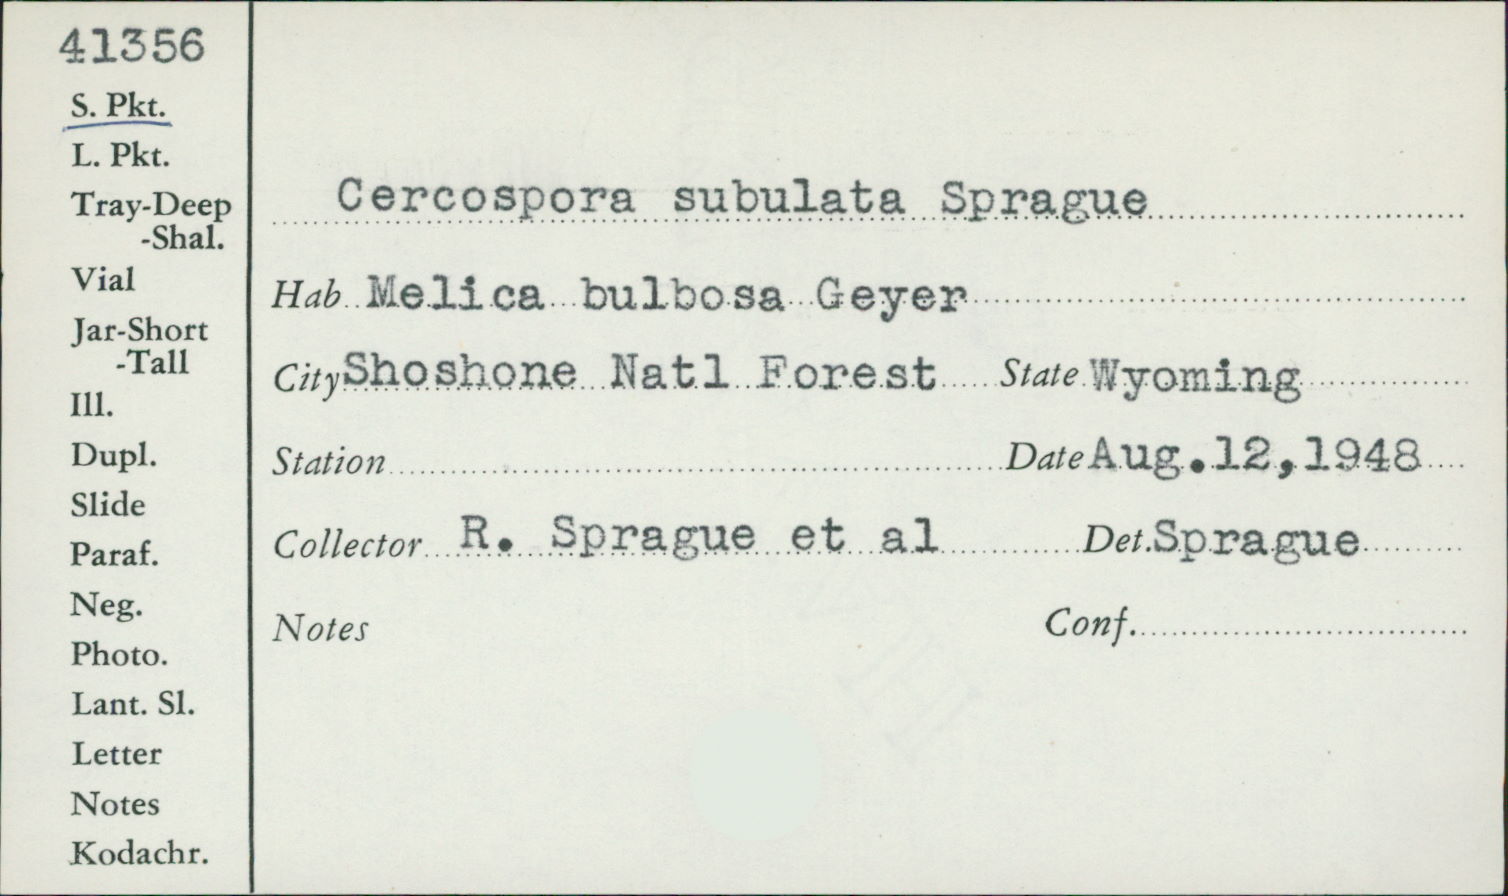 41356
S. Pkt.
L. Pkt.
Tray-Deep
-Shal.
Vial
Jar-Short
-Tall
Ill.
Dupl.
Slide
Paraf.
Neg.
Photo.
Lant. Sl.
Letter
Notes
Kodachr.
Cercospora subulata Sprague
Hab Melica bulbosa Geyer
City Shoshone Natl Forest State Wyoming
Station Date Aug.12,1948
Collector R. Sprague et al Det. Sprague
Notes Conf.